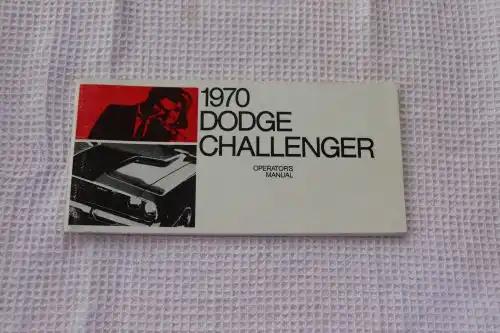 1970
DODGE
CHALLENGER
OPERATOR'S
MANUAL